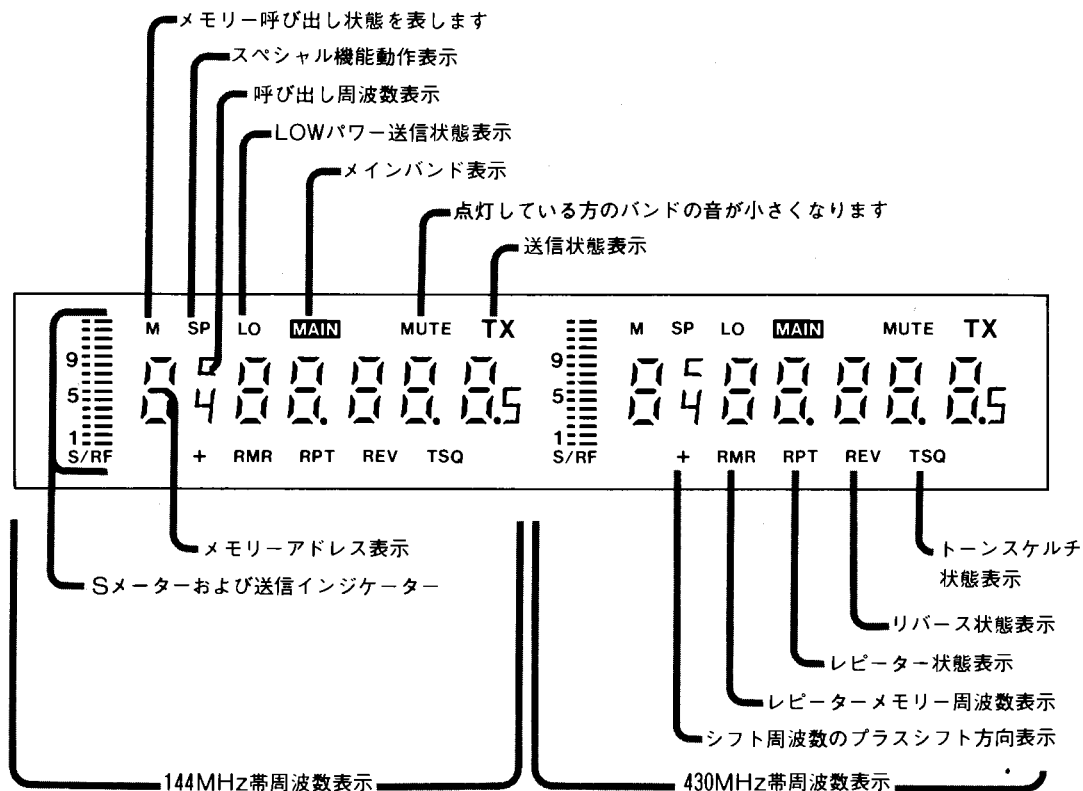 メモリー呼び出し状態を表します
スペシャル機能動作表示
呼び出し周波数表示
LOWパワー送信状態表示
メインバンド表示
点灯している方のバンドの音が小さくなります
送信状態表示
M SP LO MAIN MUTE TX M SP LO MAIN MUTE TX
9 9
5 5
1 1
S/RF + RMR RPT REV TSQ S/RF + RMR RPT REV TSQ
メモリーアドレス表示
Sメーターおよび送信インジケーター
トーンスケルチ
状態表示
リバース状態表示
レピーター状態表示
レピーターメモリー周波数表示
シフト周波数のプラスシフト方向表示
144MHz帯周波数表示 430MHz帯周波数表示